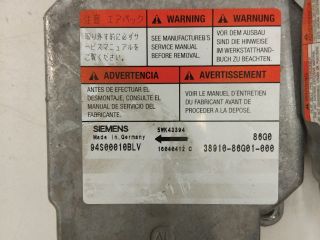 注意 エアバッグ
取り外す前に必ずサ
ービスマニュアルを
ご覧ください。
WARNING
SEE MANUFACTURER'S
SERVICE MANUAL
BEFORE REMOVAL.
WARNUNG
VOR DEM AUSBAU
SIND DIE HINWEISE
IM WERKSTATTHAND-
BUCH ZU BEACHTEN.
ADVERTENCIA
ANTES DE EFECTUAR EL
DESMONTAJE, CONSULTE EL
MANUAL DE SERVICIO DEL
FABRICANTE.
AVERTISSEMENT
VOIR LE MANUEL D'ENTRETIEN
DU FABRICANT AVANT
DE PROCEDER A LA DEPOSE.
SIEMENS 5WK43394 86G0
Made in Germany
94S00010BLV 16040412 C 38910-86G01-000